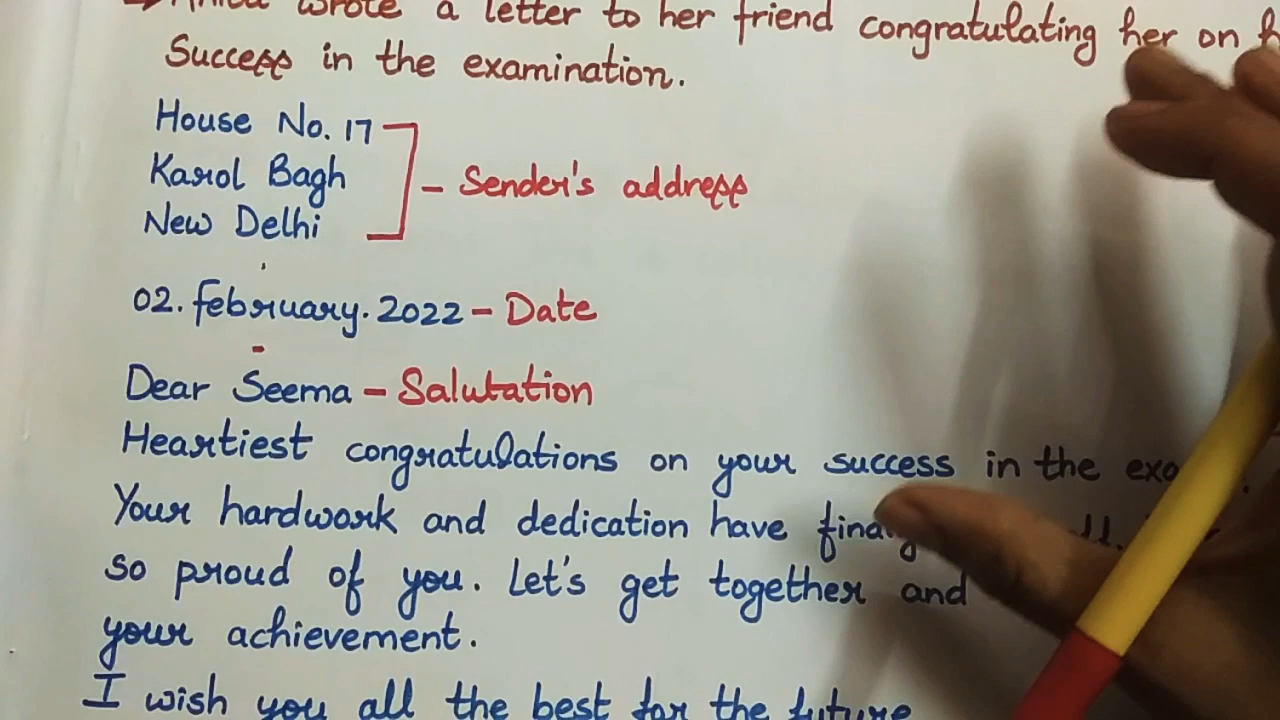 wrote a letter to her friend congratulating her on
Success in the examination.
House No. 17
Karol Bagh - Sender's address
New Delhi
02. February. 2022 - Date
Dear Seema - Salutation
Heartiest congratulations on your success in the
Your hardwork and dedication have
so proud of you. Let's get together and
your achievement.
I wish you all the best for the future